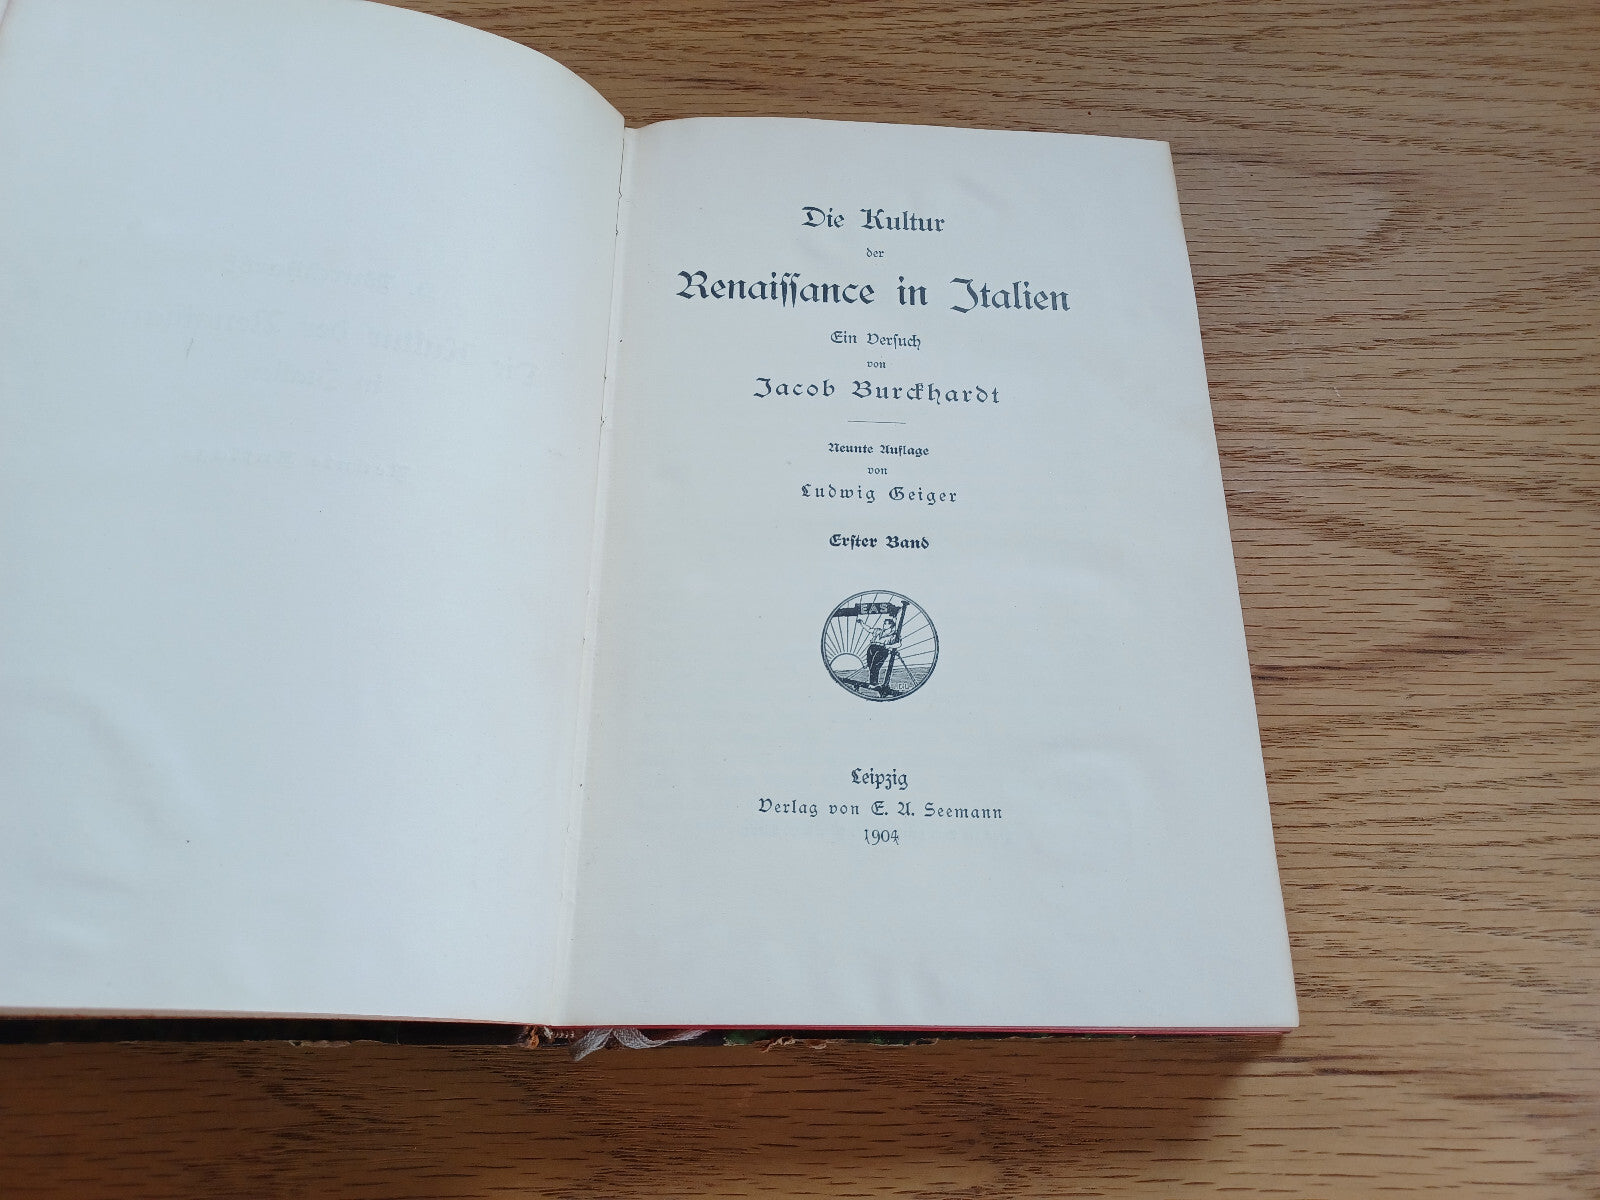 Die Kultur
der
Renaiſſance in Italien
Ein Verſuch
von
Jacob Burckhardt
Neunte Auflage
von
Ludwig Geiger
Erſter Band
EAS
Leipzig
Verlag von E. A. Seemann
1904